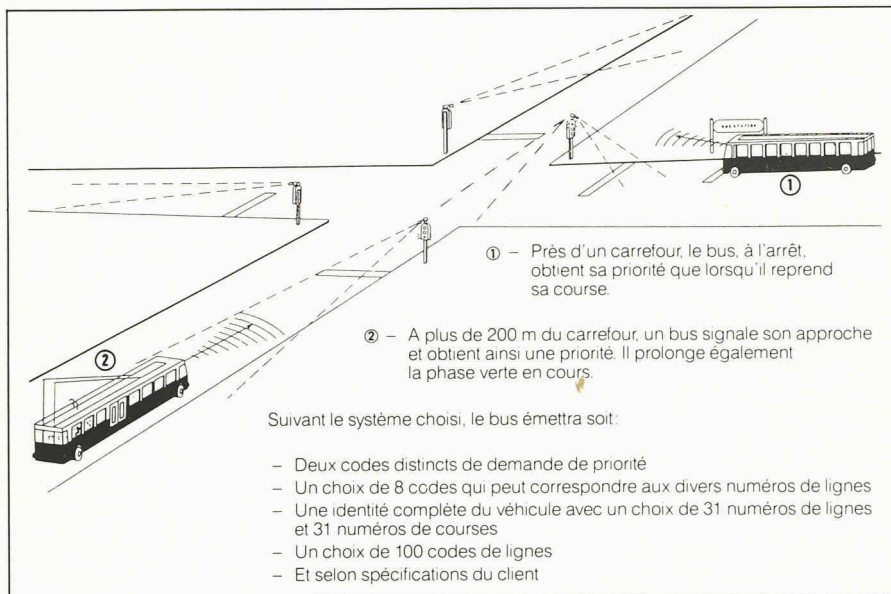 BUS STATION
①
① – Près d'un carrefour, le bus, à l'arrêt,
obtient sa priorité que lorsqu'il reprend
sa course.
② – A plus de 200 m du carrefour, un bus signale son approche
et obtient ainsi une priorité. Il prolonge également
la phase verte en cours.
②
Suivant le système choisi, le bus émettra soit:
– Deux codes distincts de demande de priorité
– Un choix de 8 codes qui peut correspondre aux divers numéros de lignes
– Une identité complète du véhicule avec un choix de 31 numéros de lignes
et 31 numéros de courses
– Un choix de 100 codes de lignes
– Et selon spécifications du client